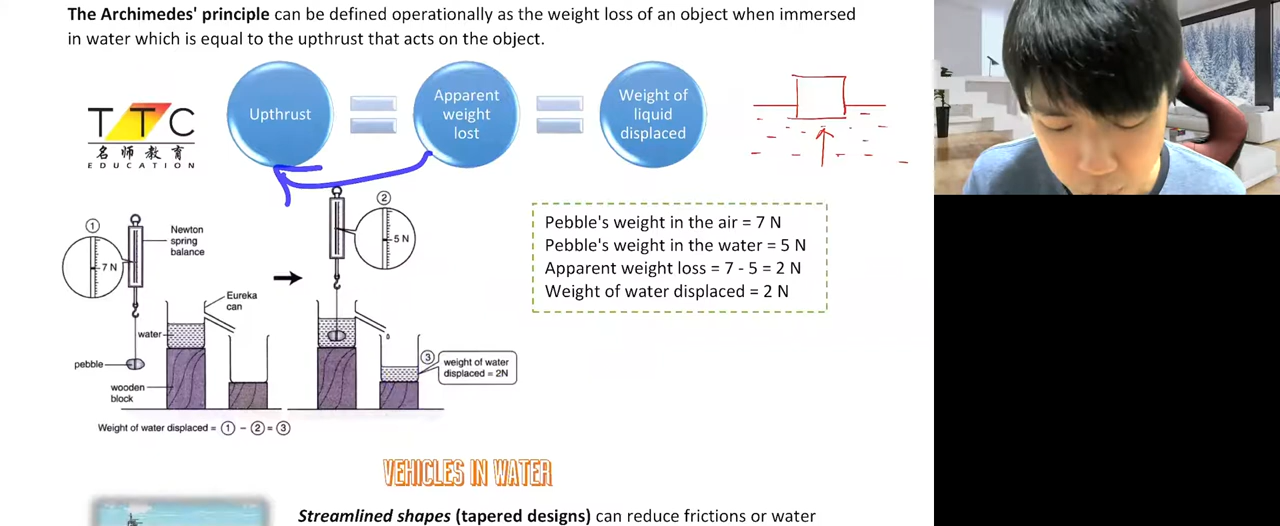 The Archimedes' principle can be defined operationally as the weight loss of an object when immersed
in water which is equal to the upthrust that acts on the object.
TTC
名师教育
EDUCATION
Upthrust
Apparent
weight
lost
Weight of
liquid
displaced
1
7 N
Newton
spring
balance
2
5 N
Pebble's weight in the air = 7 N
Pebble's weight in the water = 5 N
Apparent weight loss = 7 - 5 = 2 N
Weight of water displaced = 2 N
Eureka
can
water
pebble
wooden
block
3
weight of water
displaced = 2N
Weight of water displaced = ① – ② = ③
VEHICLES IN WATER
Streamlined shapes (tapered designs) can reduce frictions or water